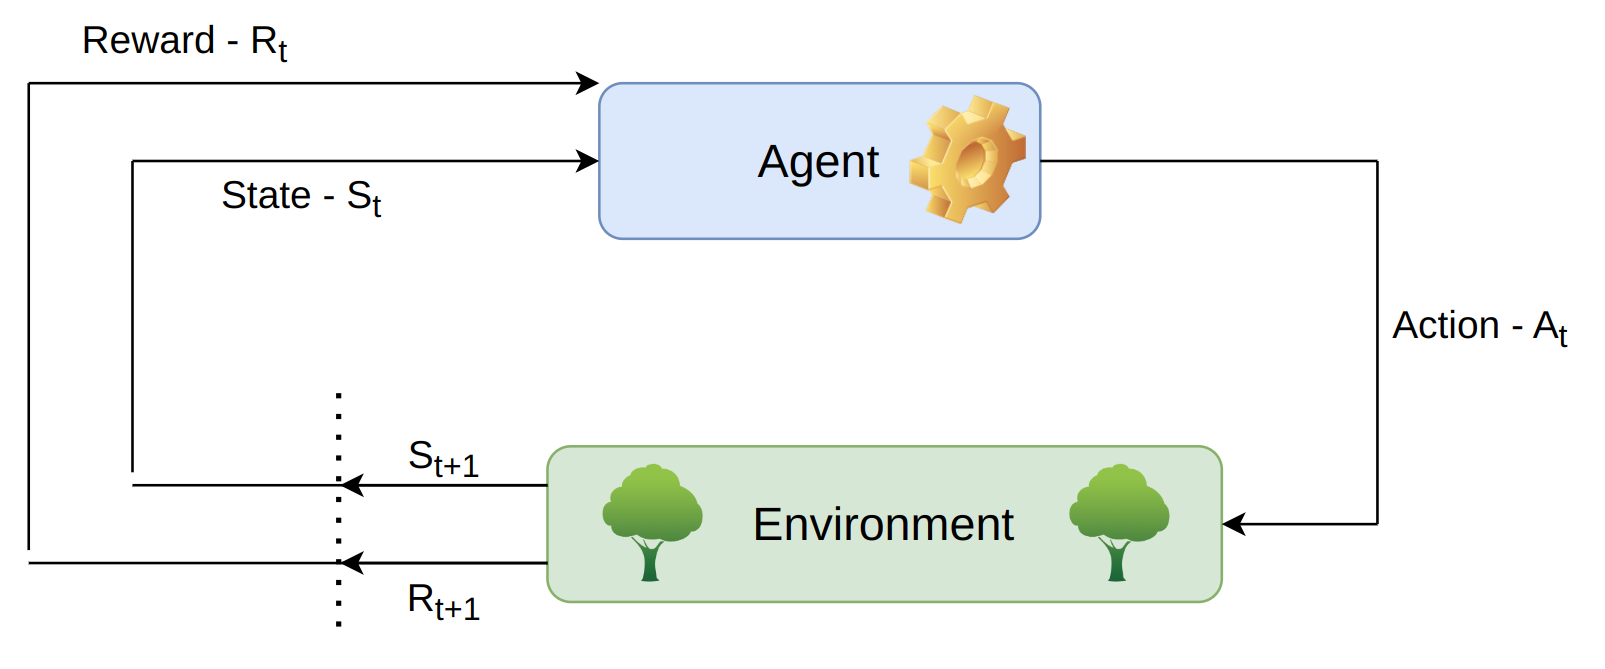 Reward - Rₜ
Agent
State - Sₜ
Action - Aₜ
Sₜ₊₁
Environment
Rₜ₊₁